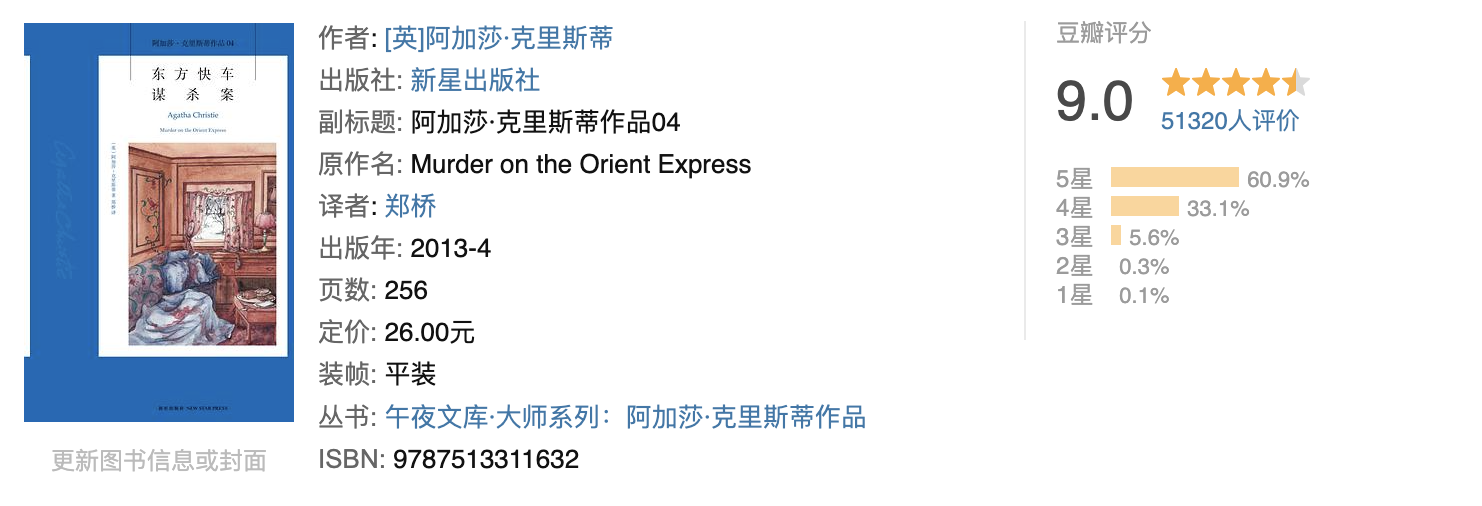 阿加莎·克里斯蒂作品 04
东方快车
谋杀案
Agatha Christie
Murder on the Orient Express
[英]阿加莎·克里斯蒂 著 郑桥 译
Agatha Christie
新星出版社 NEW STAR PRESS
更新图书信息或封面
作者: [英]阿加莎·克里斯蒂
出版社: 新星出版社
副标题: 阿加莎·克里斯蒂作品04
原作名: Murder on the Orient Express
译者: 郑桥
出版年: 2013-4
页数: 256
定价: 26.00元
装帧: 平装
丛书: 午夜文库·大师系列：阿加莎·克里斯蒂作品
ISBN: 9787513311632
豆瓣评分
9.0
51320人评价
5星 60.9%
4星 33.1%
3星 5.6%
2星 0.3%
1星 0.1%